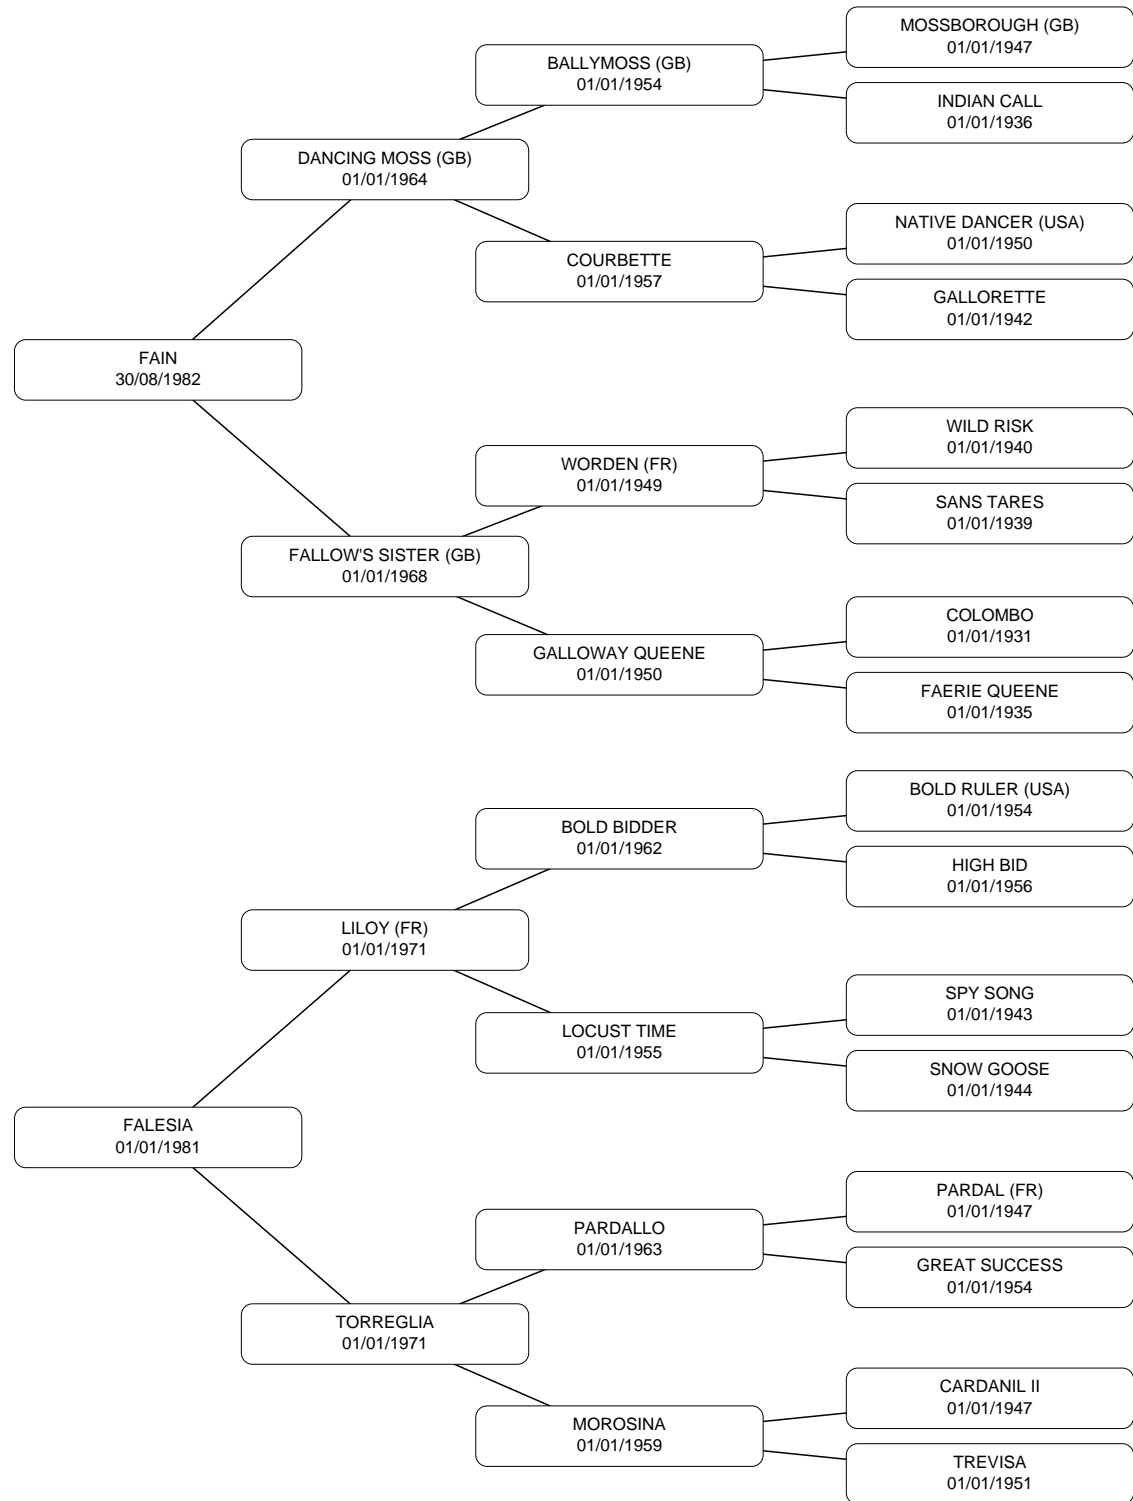 MOSSBOROUGH (GB)
01/01/1947
BALLYMOSS (GB)
01/01/1954
INDIAN CALL
01/01/1936
DANCING MOSS (GB)
01/01/1964
NATIVE DANCER (USA)
01/01/1950
COURBETTE
01/01/1957
GALLORETTE
01/01/1942
FAIN
30/08/1982
WILD RISK
01/01/1940
WORDEN (FR)
01/01/1949
SANS TARES
01/01/1939
FALLOW'S SISTER (GB)
01/01/1968
COLOMBO
01/01/1931
GALLOWAY QUEENE
01/01/1950
FAERIE QUEENE
01/01/1935
BOLD RULER (USA)
01/01/1954
BOLD BIDDER
01/01/1962
HIGH BID
01/01/1956
LILOY (FR)
01/01/1971
SPY SONG
01/01/1943
LOCUST TIME
01/01/1955
SNOW GOOSE
01/01/1944
FALESIA
01/01/1981
PARDAL (FR)
01/01/1947
PARDALLO
01/01/1963
GREAT SUCCESS
01/01/1954
TORREGLIA
01/01/1971
CARDANIL II
01/01/1947
MOROSINA
01/01/1959
TREVISA
01/01/1951